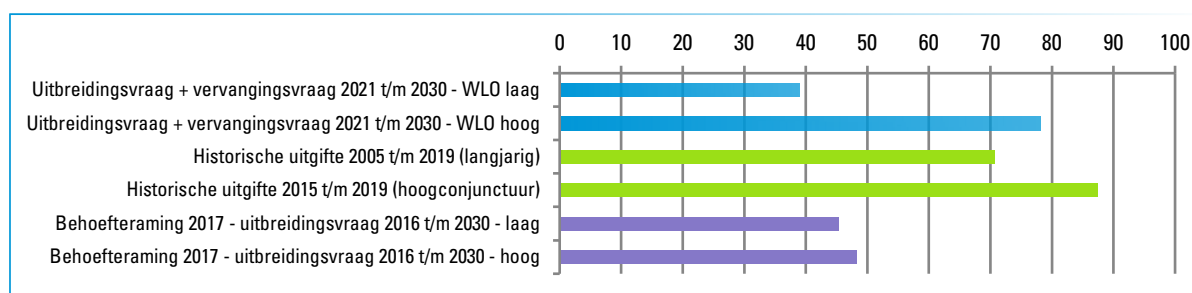 0 10 20 30 40 50 60 70 80 90 100
Uitbreidingsvraag + vervangingsvraag 2021 t/m 2030 - WLO laag
Uitbreidingsvraag + vervangingsvraag 2021 t/m 2030 - WLO hoog
Historische uitgifte 2005 t/m 2019 (langjarig)
Historische uitgifte 2015 t/m 2019 (hoogconjunctuur)
Behoefteraming 2017 - uitbreidingsvraag 2016 t/m 2030 - laag
Behoefteraming 2017 - uitbreidingsvraag 2016 t/m 2030 - hoog